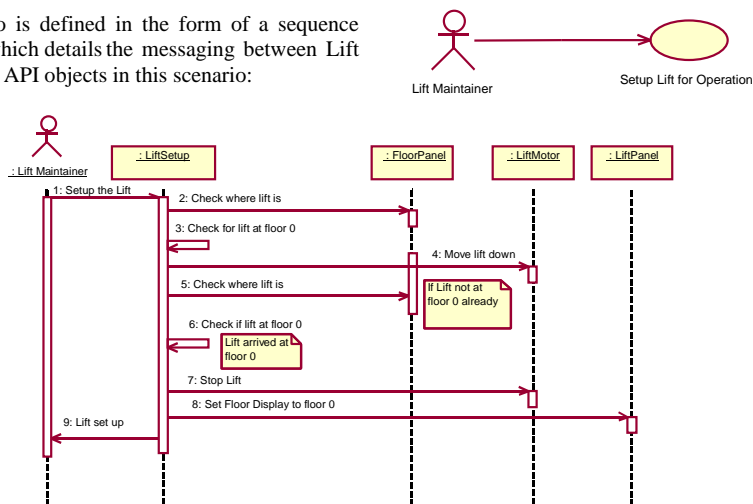 o is defined in the form of a sequence
which details the messaging between Lift
API objects in this scenario:
Lift Maintainer
Setup Lift for Operation
: Lift Maintainer
: LiftSetup
: FloorPanel
: LiftMotor
: LiftPanel
1: Setup the Lift
2: Check where lift is
3: Check for lift at floor 0
4: Move lift down
5: Check where lift is
If Lift not at
floor 0 already
6: Check if lift at floor 0
Lift arrived at
floor 0
7: Stop Lift
8: Set Floor Display to floor 0
9: Lift set up